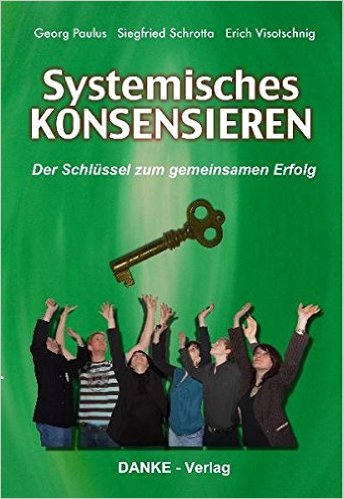 Georg Paulus Siegfried Schrotta Erich Visotschnig
Systemisches
KONSENSIEREN
Der Schlüssel zum gemeinsamen Erfolg
DANKE - Verlag